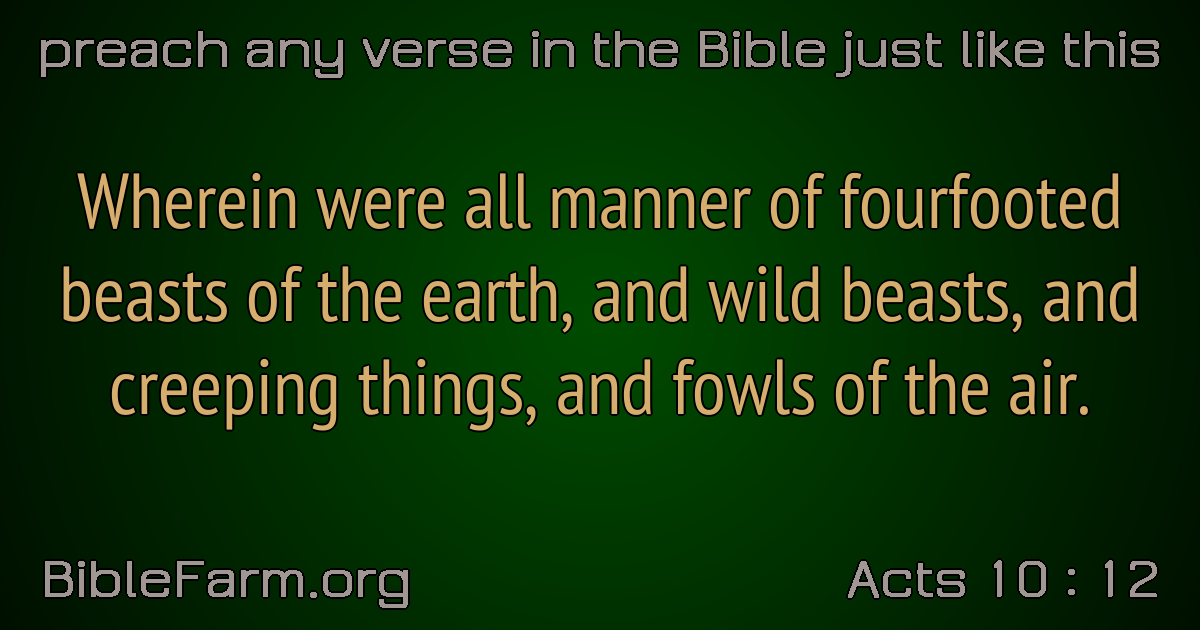 preach any verse in the Bible just like this
Wherein were all manner of fourfooted
beasts of the earth, and wild beasts, and
creeping things, and fowls of the air.
BibleFarm.org
Acts 10 : 12